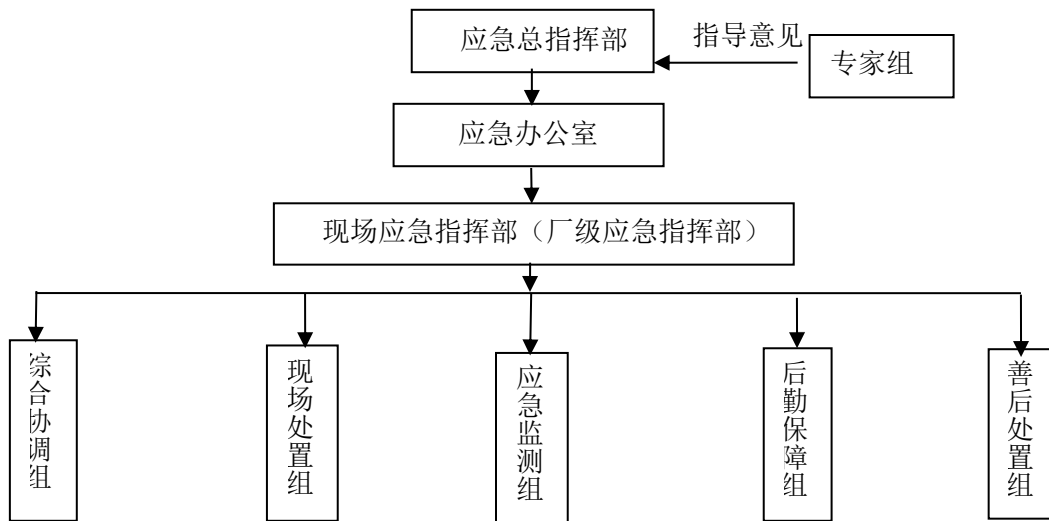 应急总指挥部
指导意见
专家组
应急办公室
现场应急指挥部（厂级应急指挥部）
综合协调组
现场处置组
应急监测组
后勤保障组
善后处置组